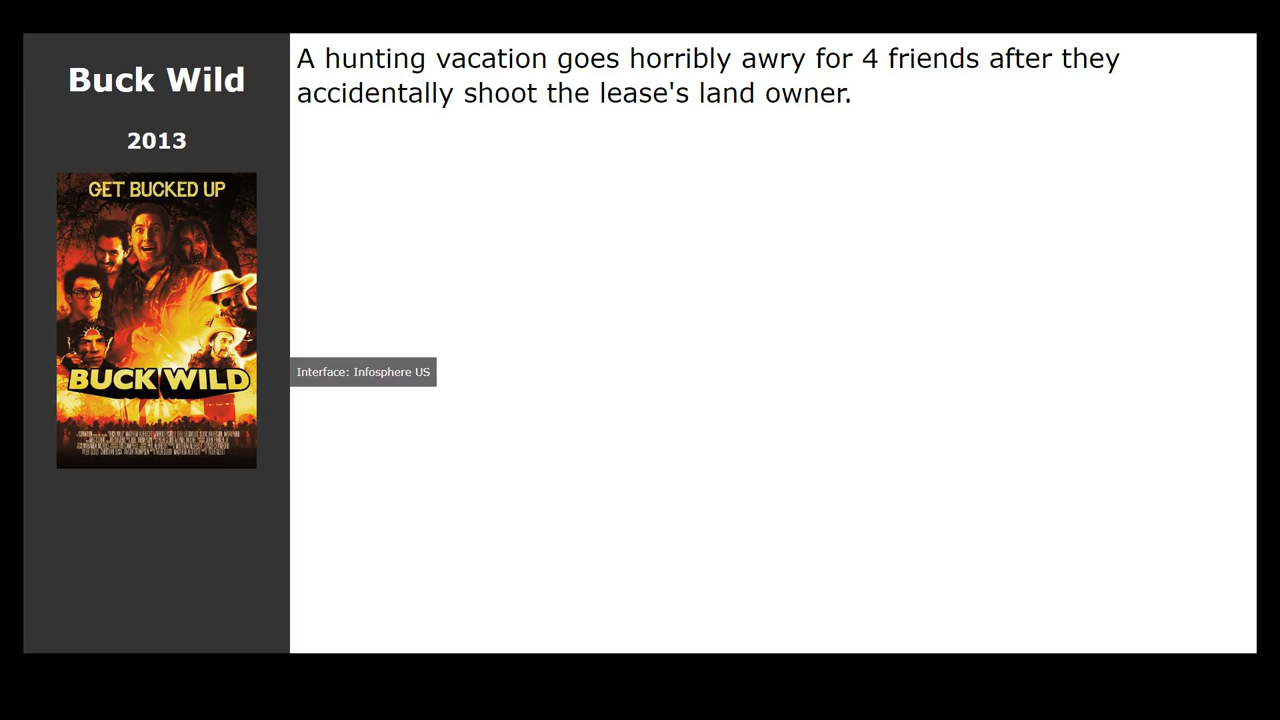 Buck Wild
2013
GET BUCKED UP
BUCK WILD
A hunting vacation goes horribly awry for 4 friends after they
accidentally shoot the lease's land owner.
Interface: Infosphere US